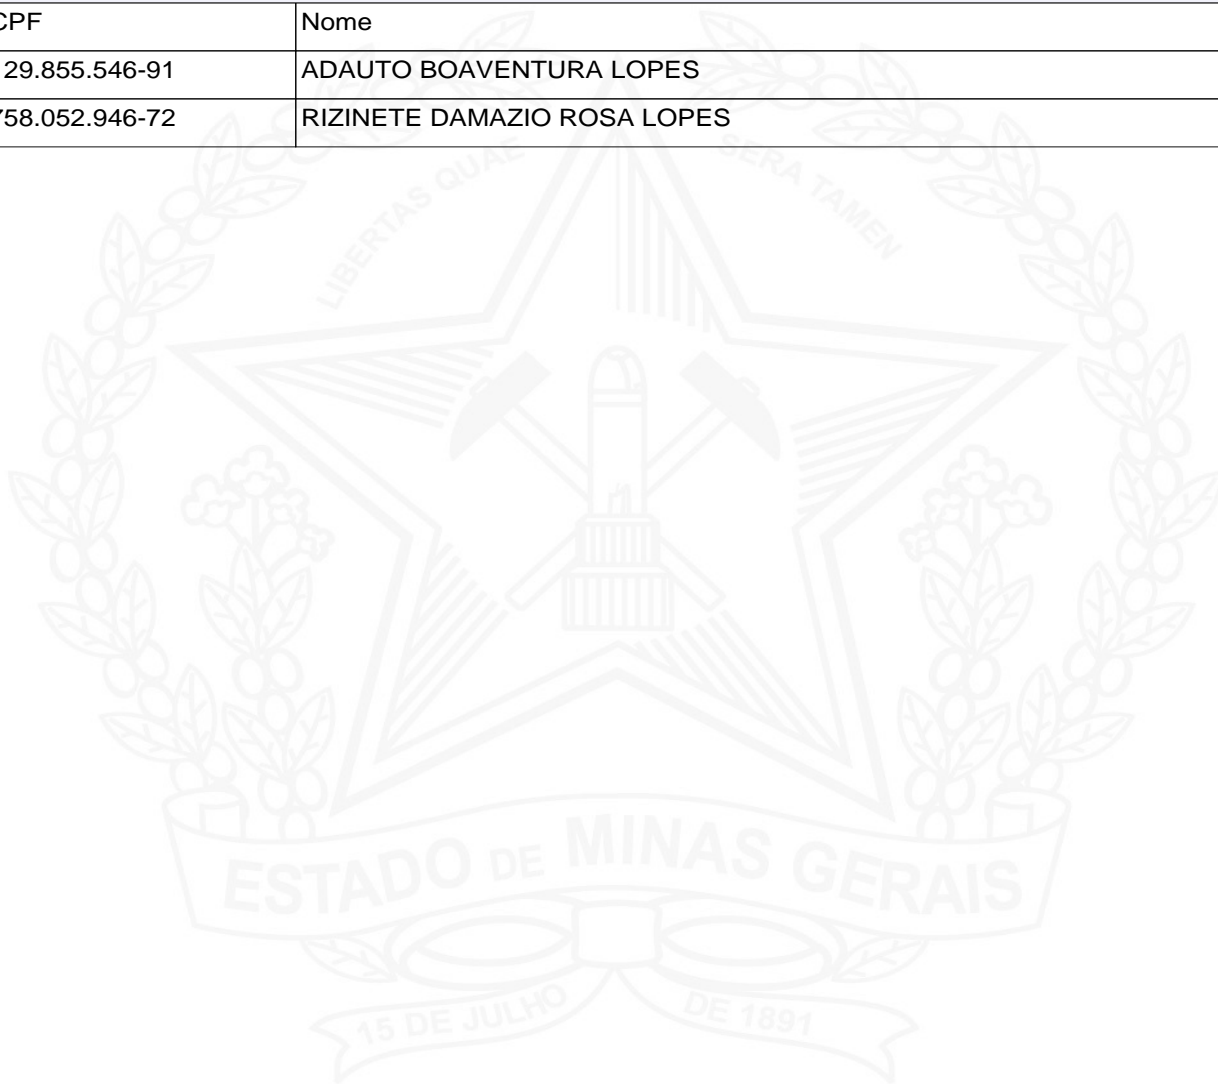 CPF Nome
29.855.546-91 ADAUTO BOAVENTURA LOPES
758.052.946-72 RIZINETE DAMAZIO ROSA LOPES
LIBERTAS QUAE SERA TAMEN
ESTADO DE MINAS GERAIS
15 DE JULHO DE 1891